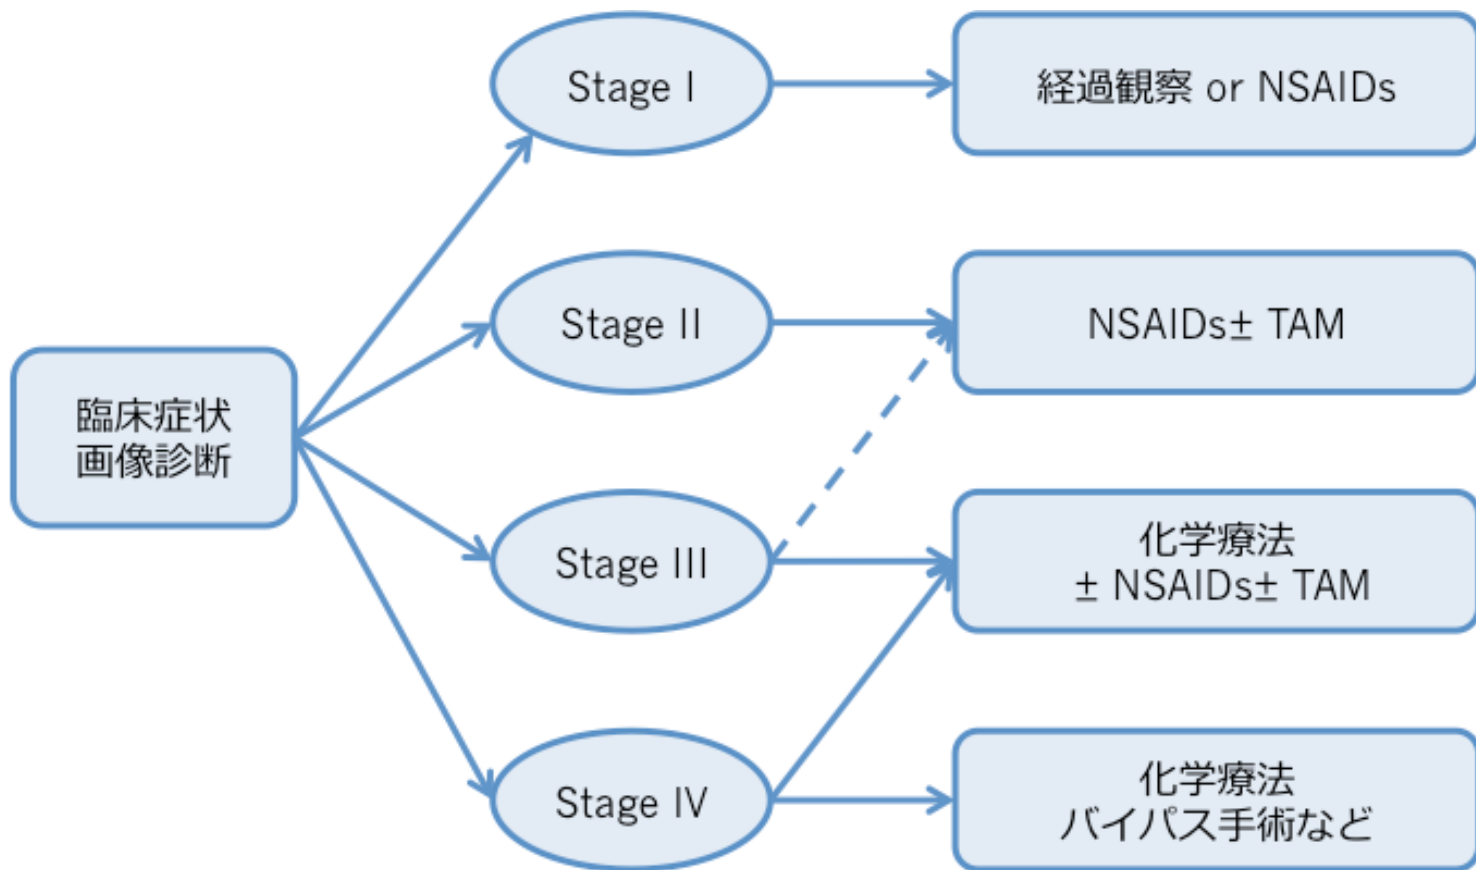 Stage I
経過観察 or NSAIDs
Stage II
NSAIDs± TAM
臨床症状
画像診断
Stage III
化学療法
± NSAIDs± TAM
Stage IV
化学療法
バイパス手術など